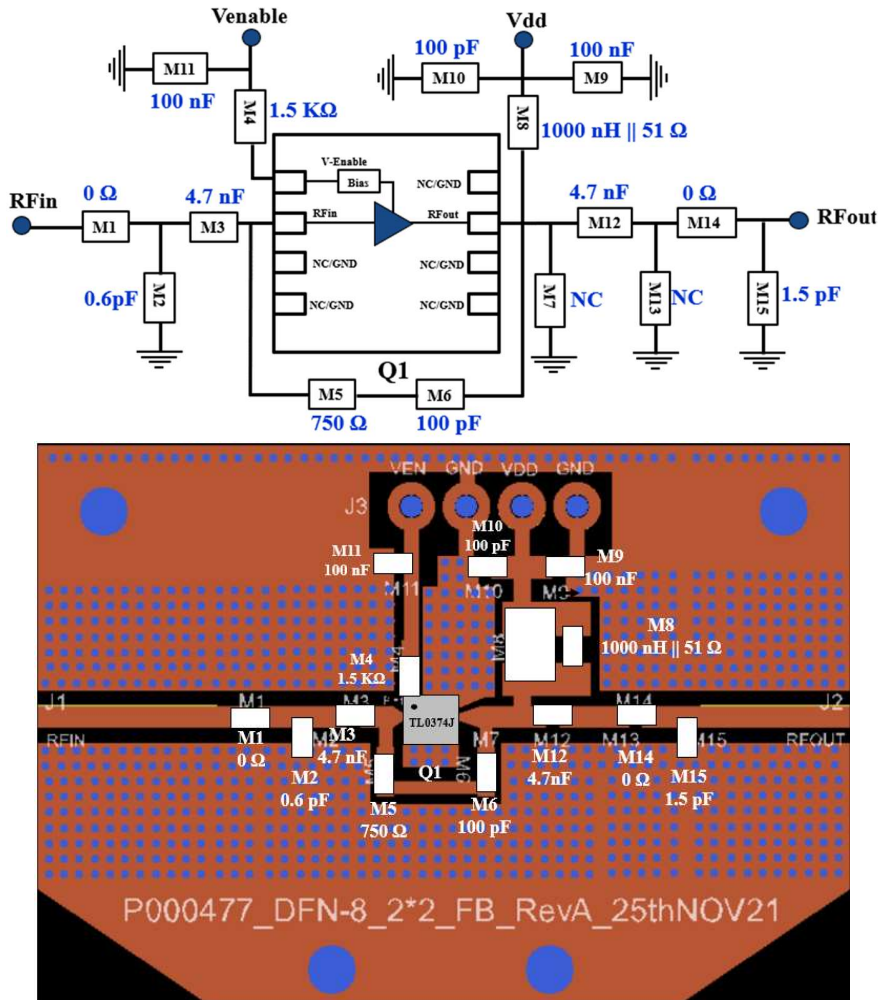 Venable
Vdd
100 pF
100 nF
M11
M10
M9
100 nF
M4
1.5 KΩ
M8
1000 nH || 51 Ω
V-Enable
Bias
NC/GND
RFin
0 Ω
4.7 nF
4.7 nF
0 Ω
RFout
M1
M3
RFin
RFout
M12
M14
NC/GND
NC/GND
0.6pF
M2
M7
NC
M13
NC
M15
1.5 pF
NC/GND
NC/GND
Q1
M5
M6
750 Ω
100 pF
VEN
GND
VDD
GND
J3
M10
100 pF
M11
100 nF
M9
100 nF
M11
M10
M9
M8
M8
1000 nH || 51 Ω
M4
M4
1.5 KΩ
J1
M1
M3
TL0374J
M14
J2
RFIN
M1
0 Ω
M2
M3
4.7 nF
M7
M12
M13
M15
RFOUT
M2
0.6 pF
M5
Q1
M6
M12
4.7nF
M14
0 Ω
M15
1.5 pF
M5
750 Ω
M6
100 pF
P000477_DFN-8_2*2_FB_RevA_25thNOV21